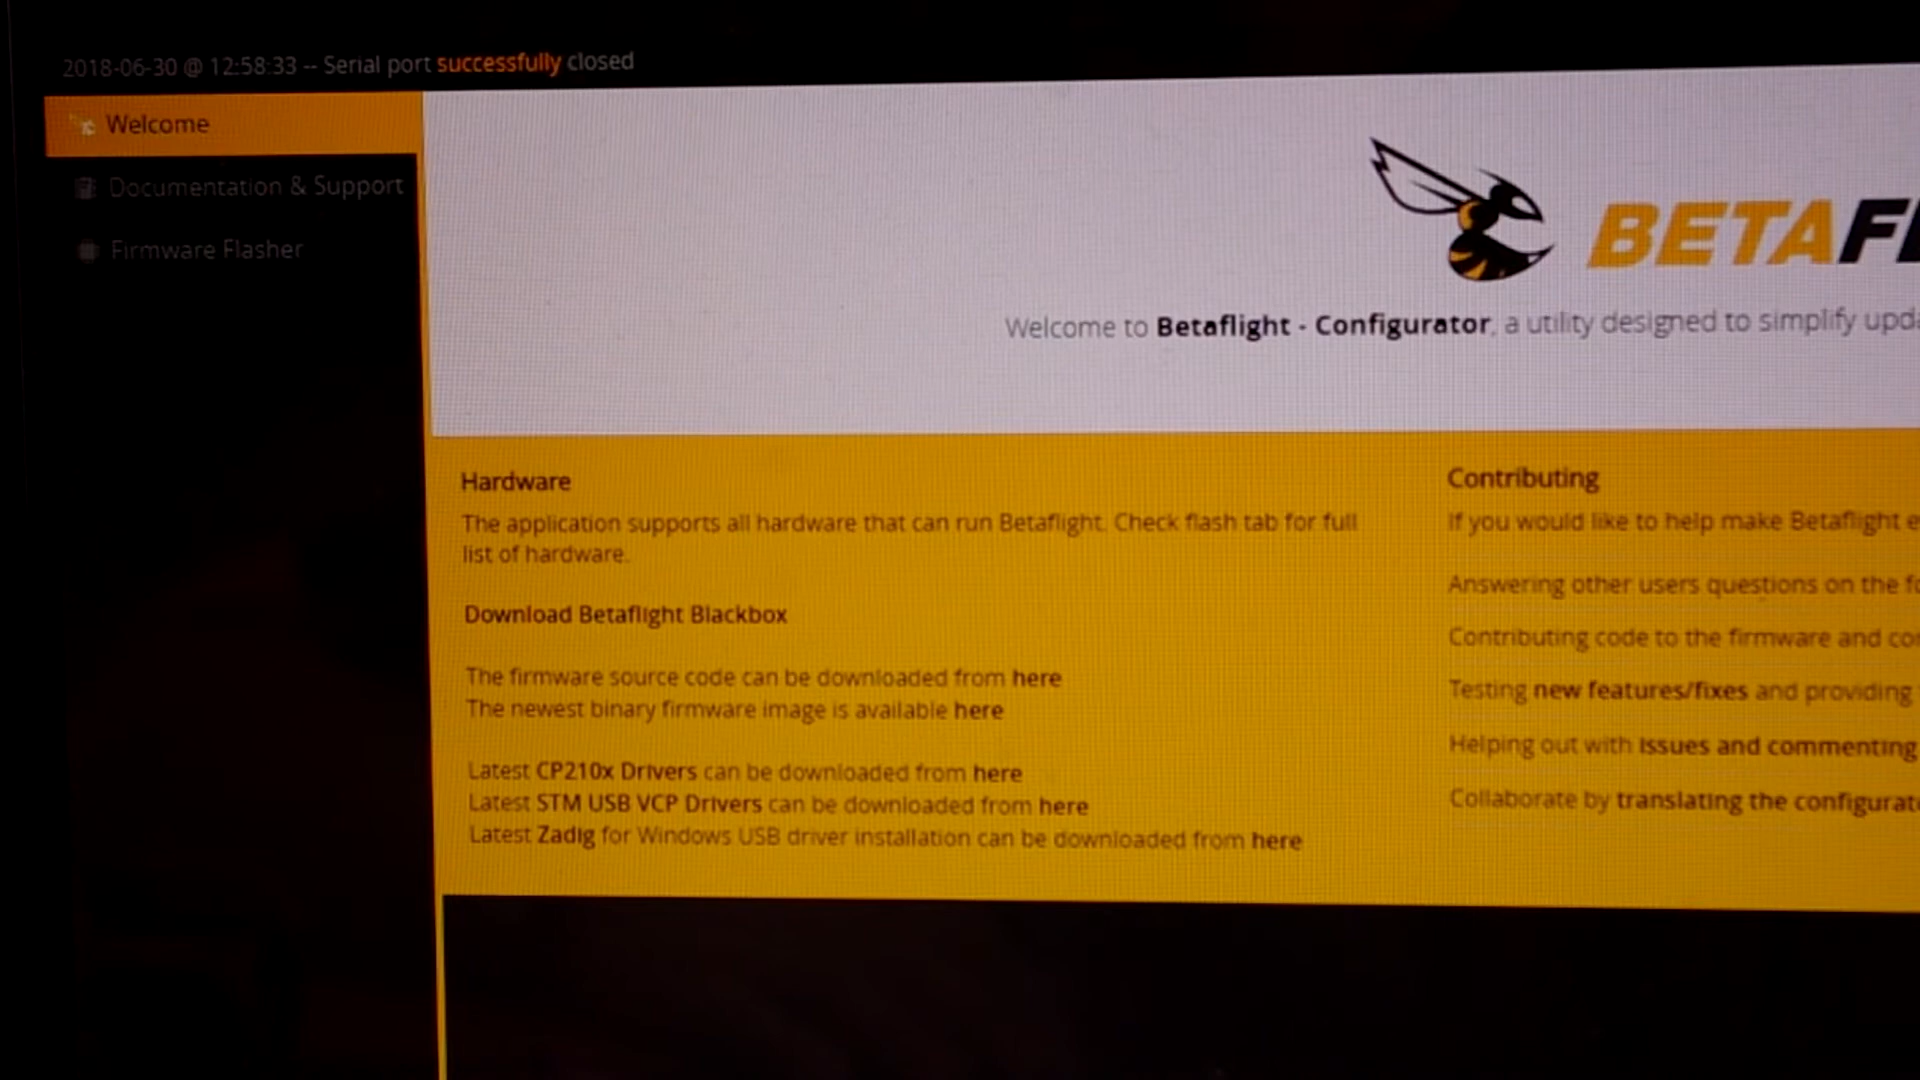 2018-06-30 @ 12:58:33 -- Serial port successfully closed
Welcome
Documentation & Support
Firmware Flasher
BETAFL
Welcome to Betaflight - Configurator, a utility designed to simplify upda
Hardware
The application supports all hardware that can run Betaflight. Check flash tab for full
list of hardware.
Download Betaflight Blackbox
The firmware source code can be downloaded from here
The newest binary firmware image is available here
Latest CP210x Drivers can be downloaded from here
Latest STM USB VCP Drivers can be downloaded from here
Latest Zadig for Windows USB driver installation can be downloaded from here
Contributing
If you would like to help make Betaflight e
Answering other users questions on the fo
Contributing code to the firmware and con
Testing new features/fixes and providing
Helping out with issues and commenting
Collaborate by translating the configurato